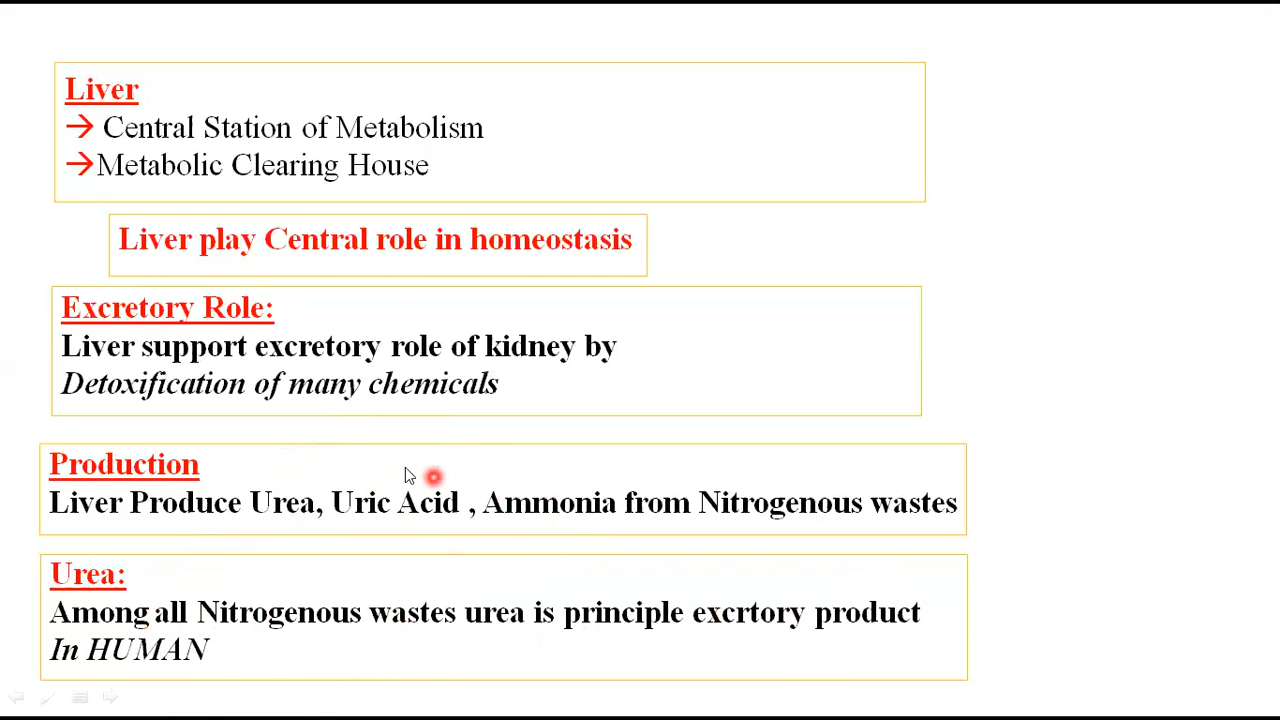 Liver
→ Central Station of Metabolism
→Metabolic Clearing House
Liver play Central role in homeostasis
Excretory Role:
Liver support excretory role of kidney by
Detoxification of many chemicals
Production
Liver Produce Urea, Uric Acid , Ammonia from Nitrogenous wastes
Urea:
Among all Nitrogenous wastes urea is principle excrtory product
In HUMAN